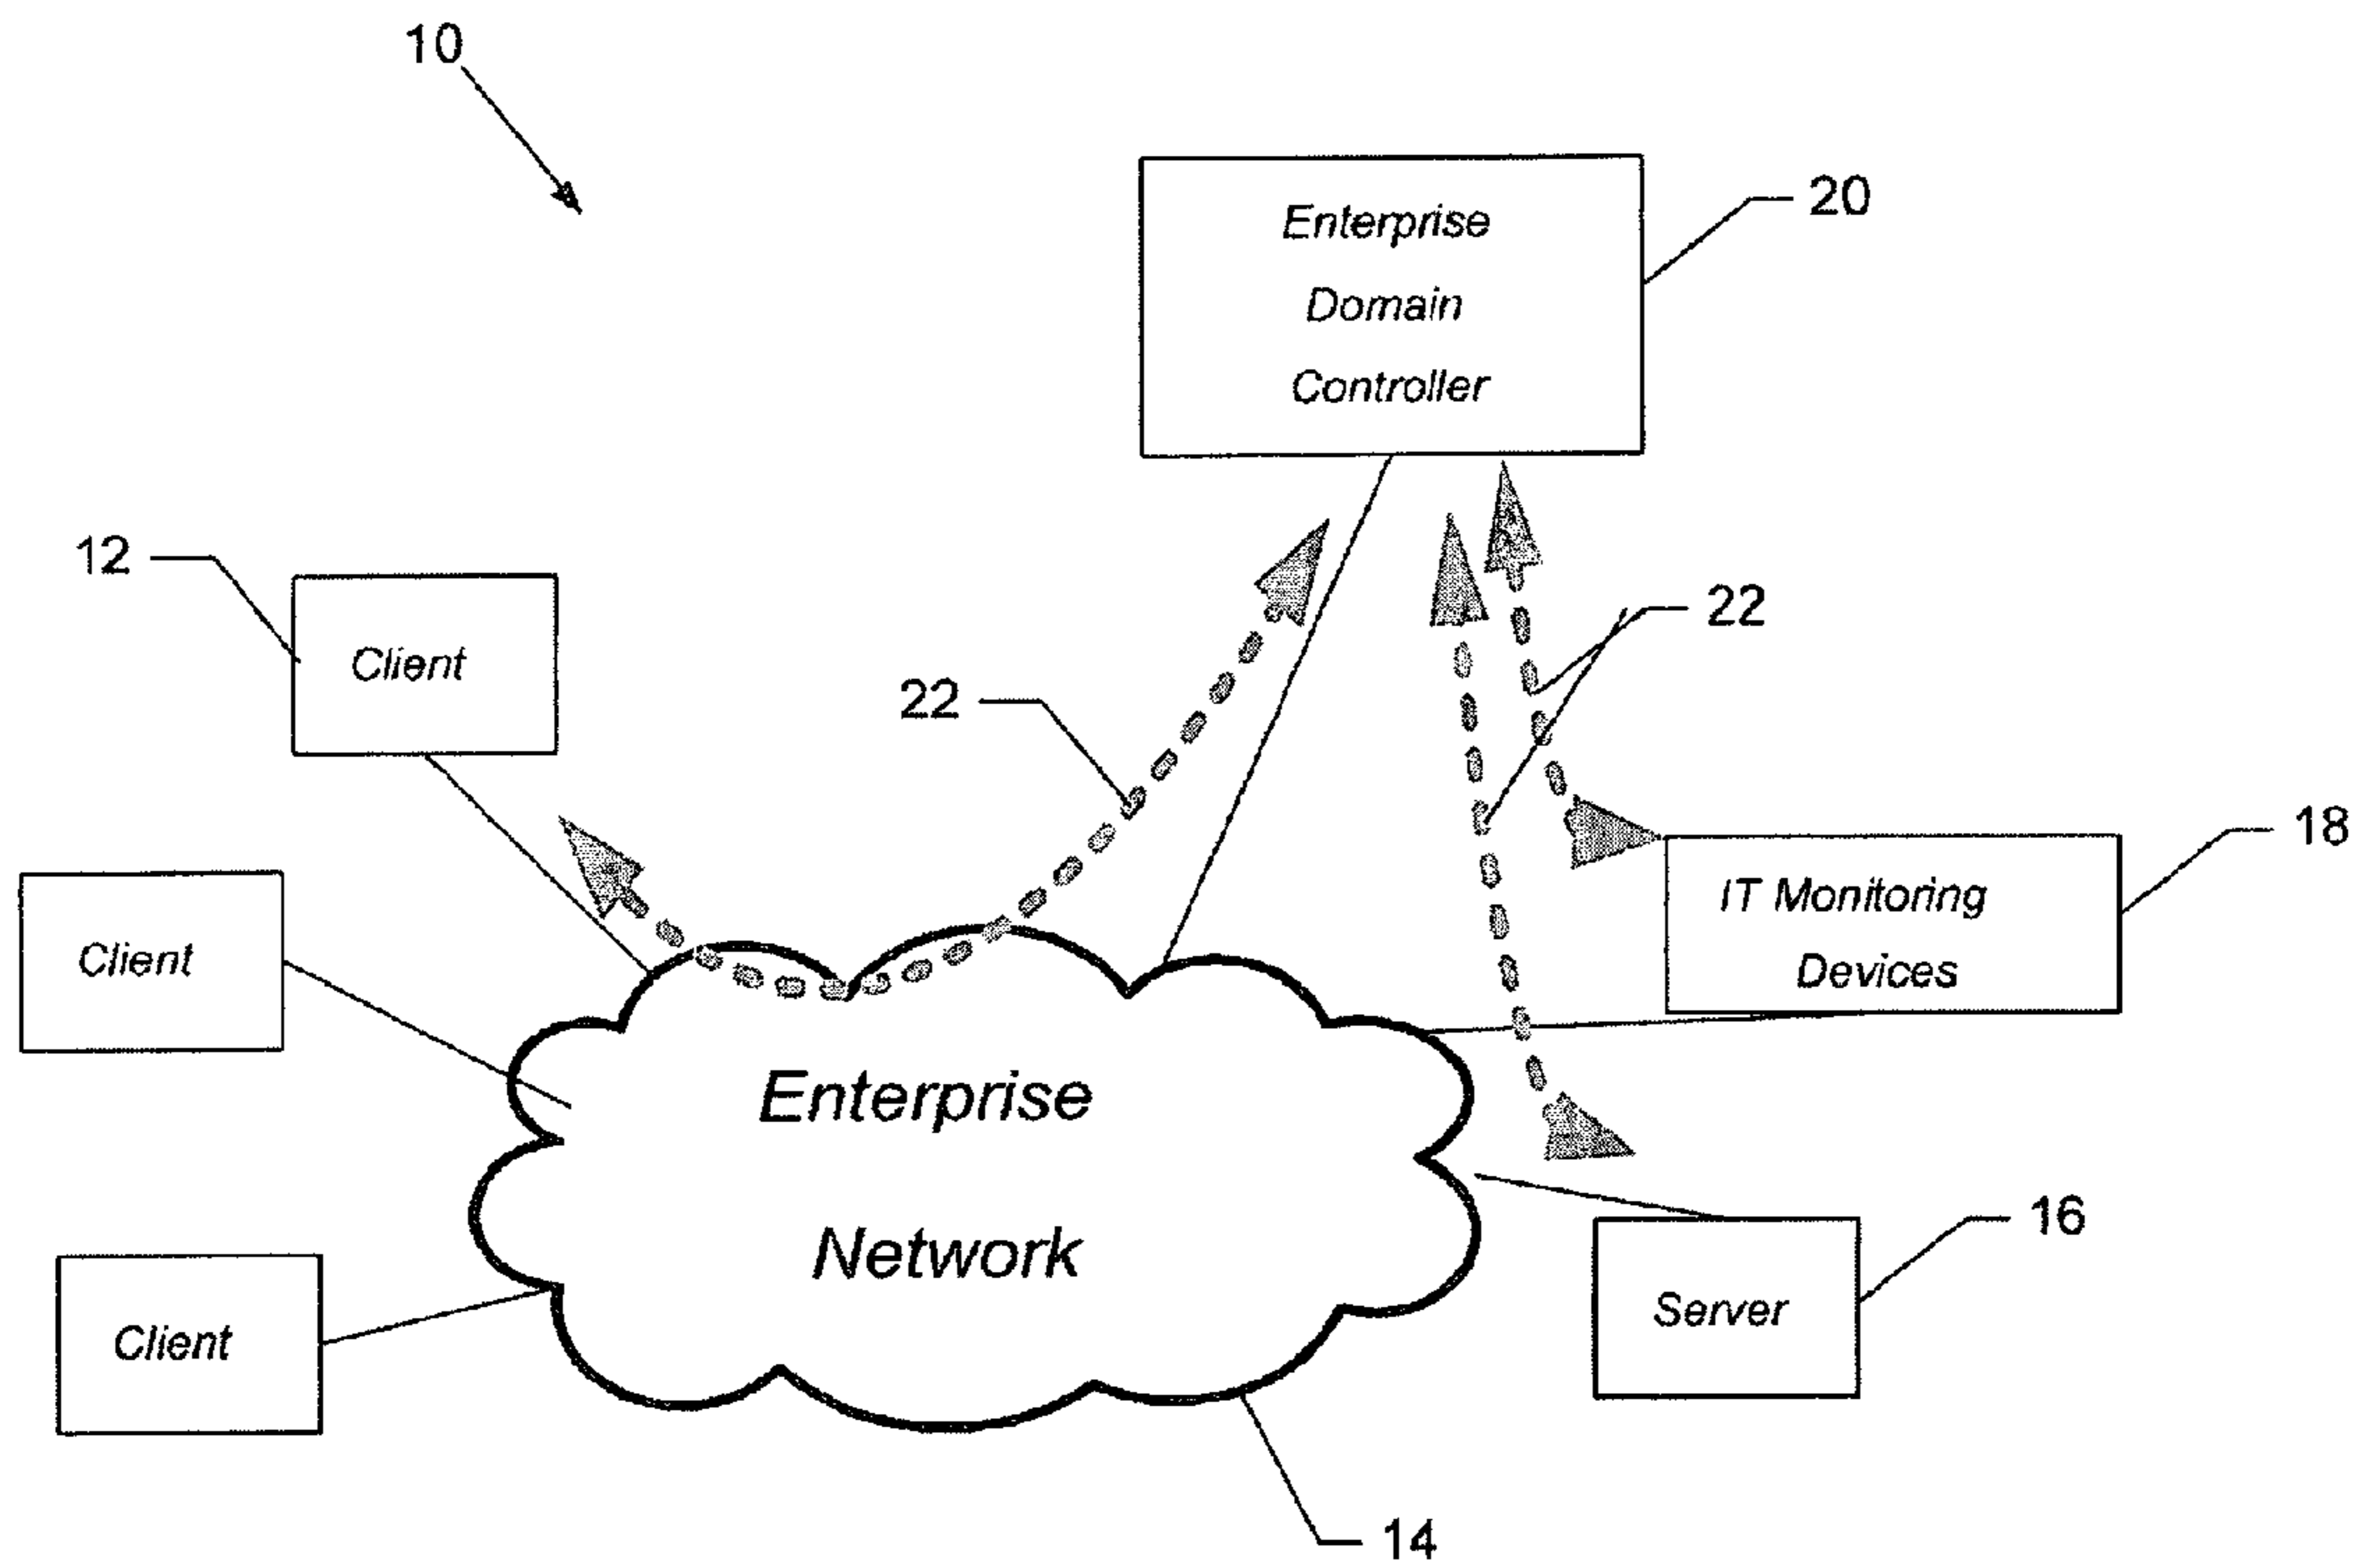 10
Enterprise
Domain
Controller
20
12
Client
22
22
Client
IT Monitoring
Devices
18
Enterprise
Network
Client
Server
16
14